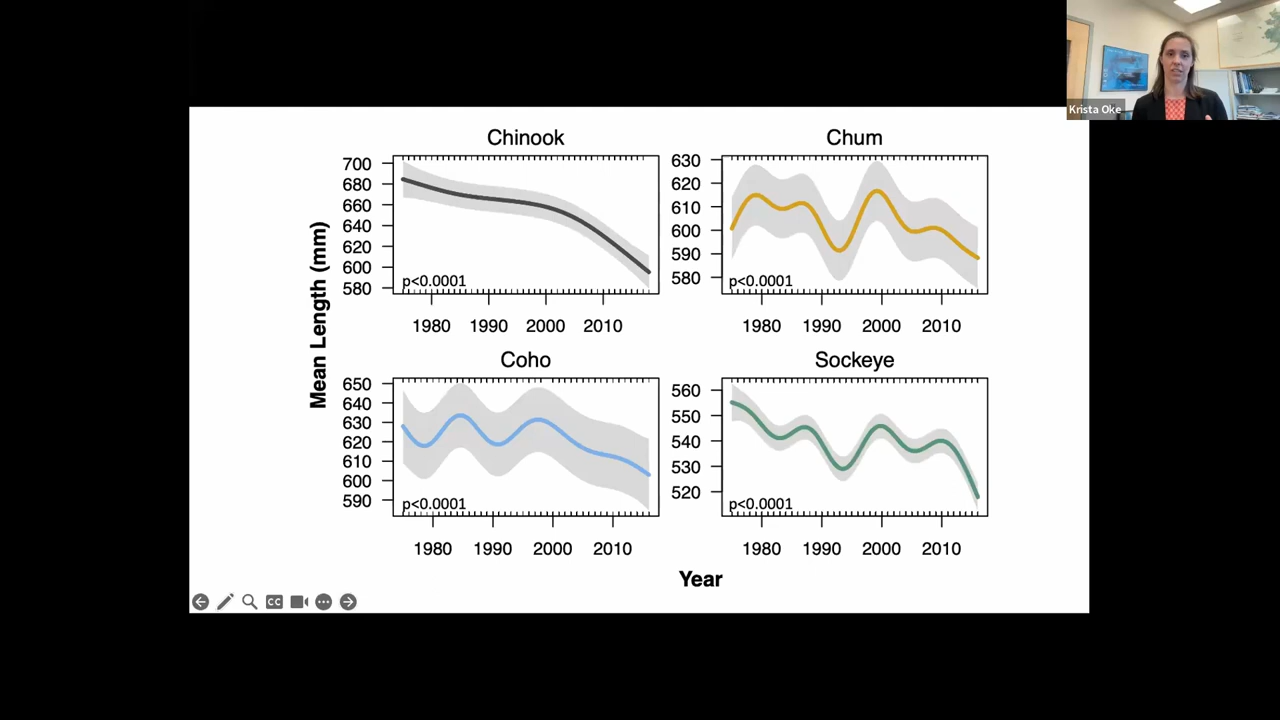 Krista Oke
Chinook
Chum
Mean Length (mm)
700
680
660
640
620
600
580
p<0.0001
1980 1990 2000 2010
630
620
610
600
590
580
p<0.0001
1980 1990 2000 2010
Coho
Sockeye
650
640
630
620
610
600
590
p<0.0001
1980 1990 2000 2010
560
550
540
530
520
p<0.0001
1980 1990 2000 2010
Year
CC